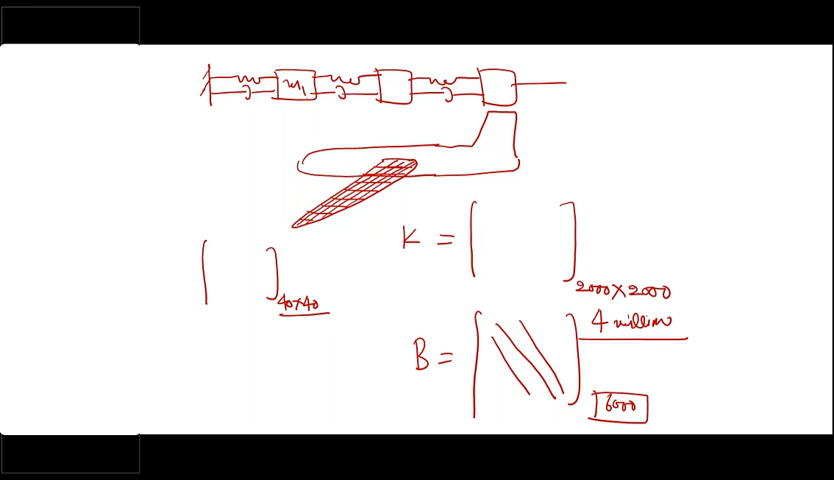 m1
K = [ ] 2000×2000
[ ] 40×40
4 million
B = [ ]
6000